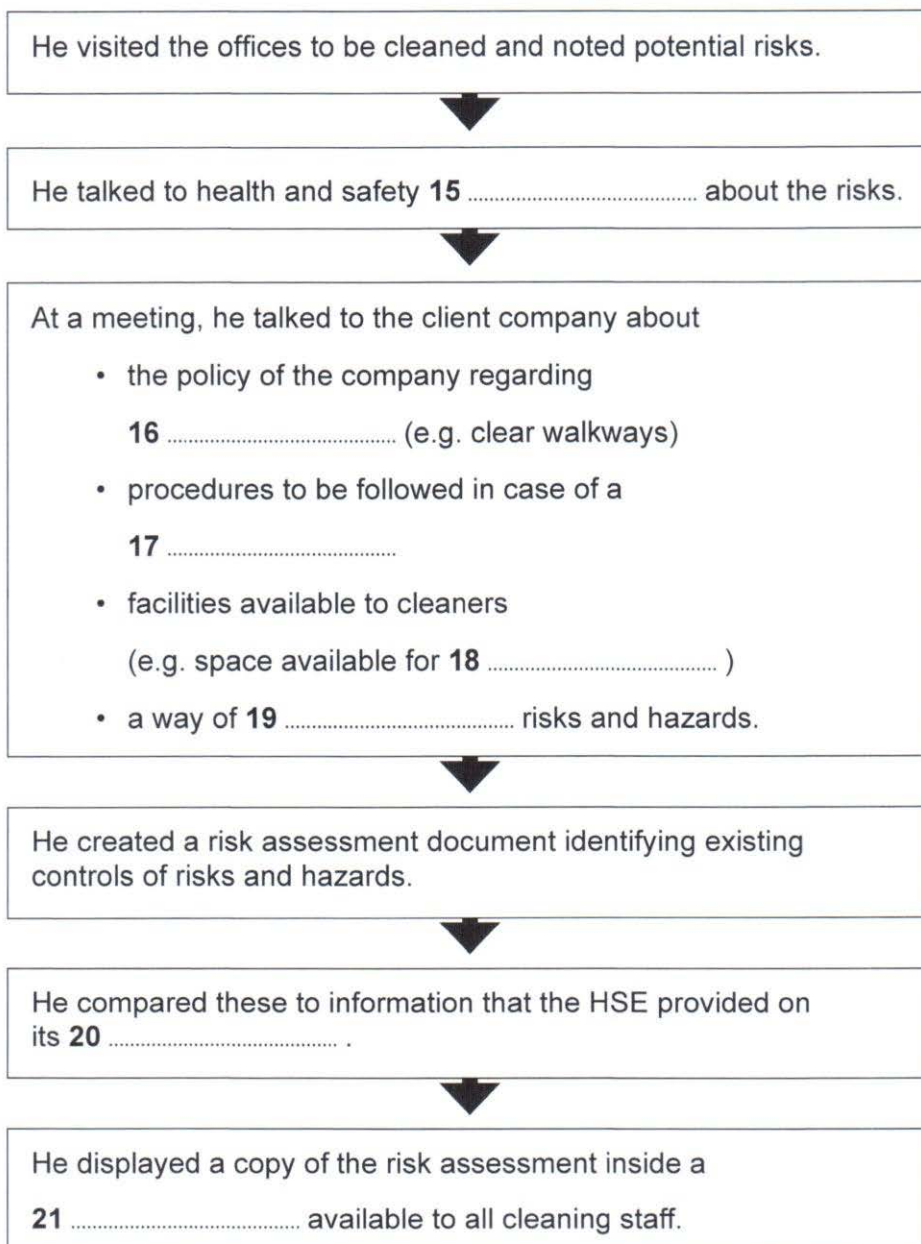 He visited the offices to be cleaned and noted potential risks.
He talked to health and safety 15 ........................................ about the risks.
At a meeting, he talked to the client company about
• the policy of the company regarding
16 ........................................ (e.g. clear walkways)
• procedures to be followed in case of a
17 ........................................
• facilities available to cleaners
(e.g. space available for 18 ........................................ )
• a way of 19 ........................................ risks and hazards.
He created a risk assessment document identifying existing
controls of risks and hazards.
He compared these to information that the HSE provided on
its 20 ........................................ .
He displayed a copy of the risk assessment inside a
21 ........................................ available to all cleaning staff.